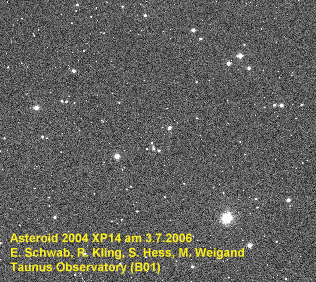 Asteroid 2004 XP14 am 3.7.2006
E. Schwab, R. Kling, S. Hess, M. Weigand
Taunus Observatory (B01)